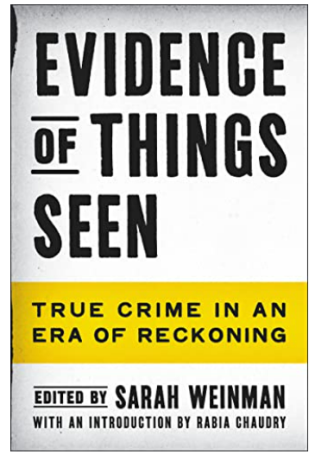 EVIDENCE
OF THINGS
SEEN
TRUE CRIME IN AN
ERA OF RECKONING
EDITED BY SARAH WEINMAN
WITH AN INTRODUCTION BY RABIA CHAUDRY